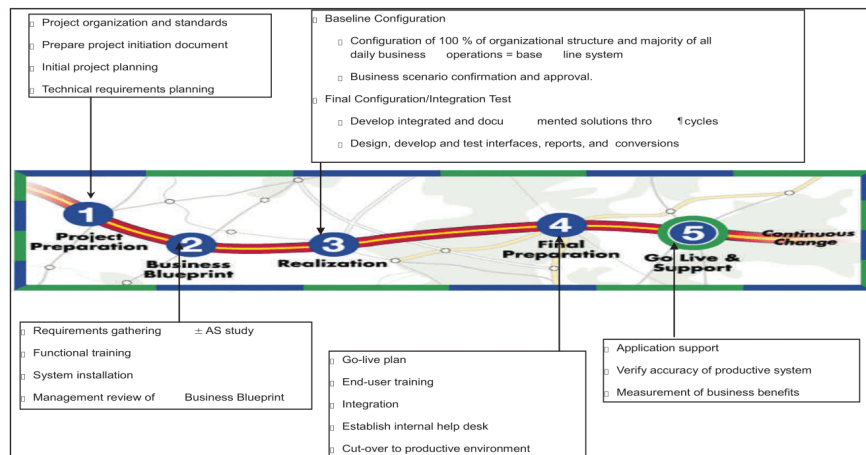 Project organization and standards
Prepare project initiation document
Initial project planning
Technical requirements planning
Baseline Configuration
Configuration of 100 % of organizational structure and majority of all
daily business operations = base line system
Business scenario confirmation and approval.
Final Configuration/Integration Test
Develop integrated and docu mented solutions thro ¶cycles
Design, develop and test interfaces, reports, and conversions
1
Project
Preparation
2
Business
Blueprint
3
Realization
4
Final
Preparation
5
Go Live &
Support
Continuous
Change
Requirements gathering ± AS study
Functional training
System installation
Management review of Business Blueprint
Go-live plan
End-user training
Integration
Establish internal help desk
Cut-over to productive environment
Application support
Verify accuracy of productive system
Measurement of business benefits